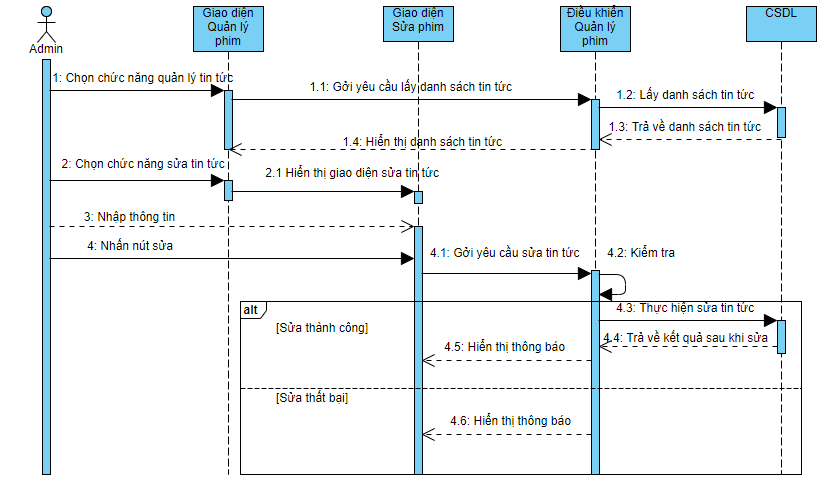 Giao diện
Quản lý
phim
Giao diện
Sửa phim
Điều khiển
Quản lý
phim
CSDL
Admin
1: Chọn chức năng quản lý tin tức
1.1: Gởi yêu cầu lấy danh sách tin tức
1.2: Lấy danh sách tin tức
1.3: Trả về danh sách tin tức
1.4: Hiển thị danh sách tin tức
2: Chọn chức năng sửa tin tức
2.1 Hiển thị giao diện sửa tin tức
3: Nhập thông tin
4: Nhấn nút sửa
4.1: Gởi yêu cầu sửa tin tức
4.2: Kiểm tra
alt
4.3: Thực hiện sửa tin tức
[Sửa thành công]
4.4: Trả về kết quả sau khi sửa
4.5: Hiển thị thông báo
[Sửa thất bại]
4.6: Hiển thị thông báo